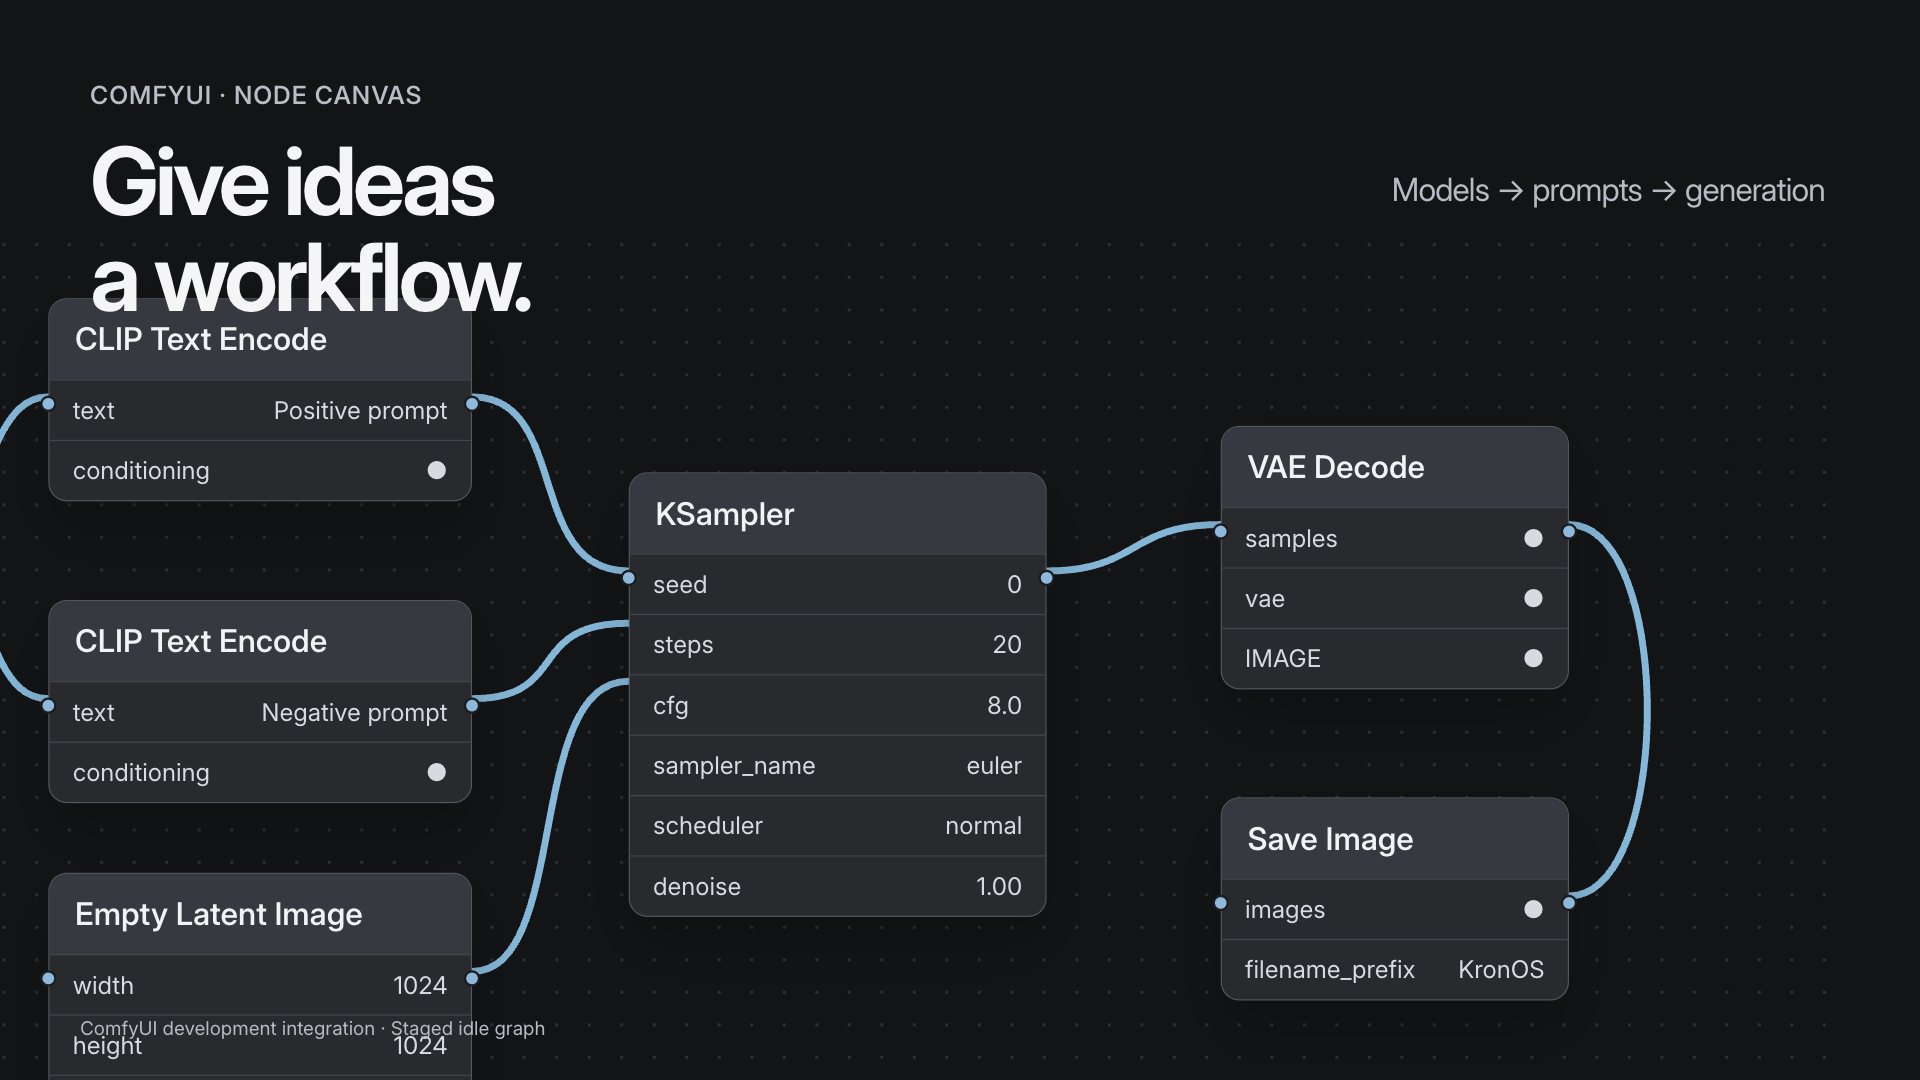 COMFYUI · NODE CANVAS
Give ideas
a workflow.
Models → prompts → generation
CLIP Text Encode
text Positive prompt
conditioning
CLIP Text Encode
text Negative prompt
conditioning
Empty Latent Image
width 1024
height 1024
ComfyUI development integration · Staged idle graph
KSampler
seed 0
steps 20
cfg 8.0
sampler_name euler
scheduler normal
denoise 1.00
VAE Decode
samples
vae
IMAGE
Save Image
images
filename_prefix KronOS